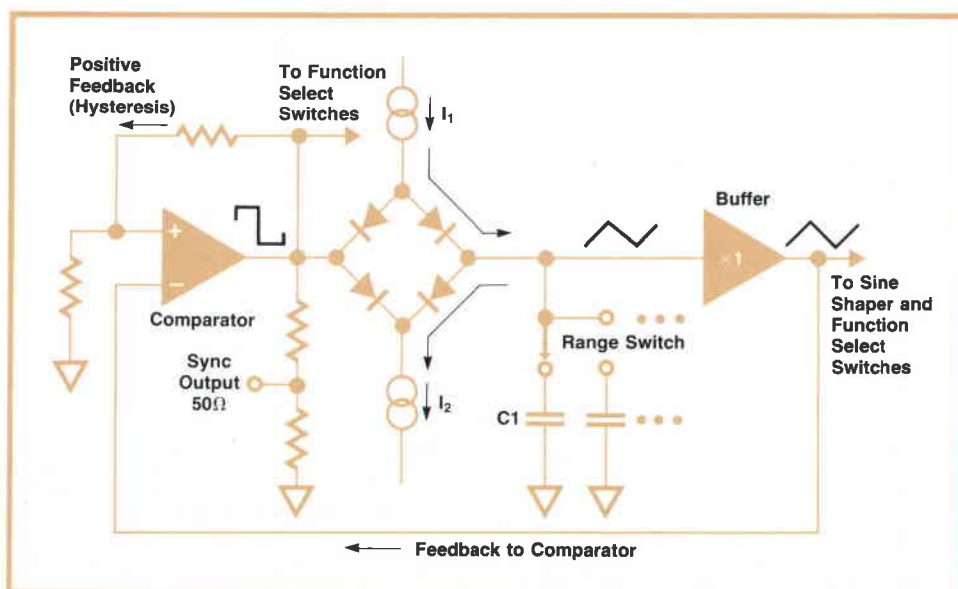 Positive
Feedback
(Hysteresis)
To Function
Select
Switches
I₁
+
−
Comparator
Buffer
×1
To Sine
Shaper and
Function
Select
Switches
Range Switch
Sync
Output
50Ω
I₂
C1
Feedback to Comparator